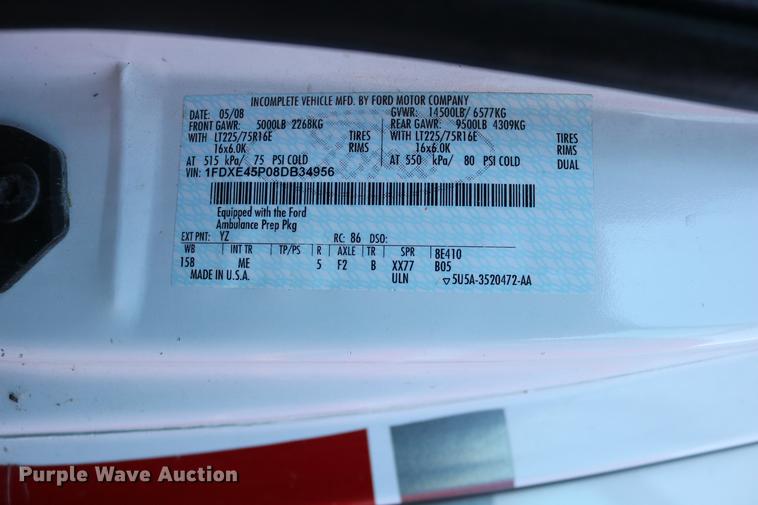 INCOMPLETE VEHICLE MFD. BY FORD MOTOR COMPANY
DATE: 05/08 GVWR: 14500LB/ 6577KG
FRONT GAWR: 5000LB 2268KG REAR GAWR: 9500LB 4309KG
WITH LT225/75R16E TIRES WITH LT225/75R16E TIRES
16x6.0K RIMS 16x6.0K RIMS
AT 515 kPa/ 75 PSI COLD AT 550 kPa/ 80 PSI COLD DUAL
VIN: 1FDXE45P08DB34956
Equipped with the Ford
Ambulance Prep Pkg
EXT PNT: YZ RC: 86 DSO:
WB INT TR TP/PS R AXLE TR SPR 8E410
158 ME 5 F2 B XX77 B05
MADE IN U.S.A. ULN ▽5U5A-3520472-AA
Purple Wave Auction